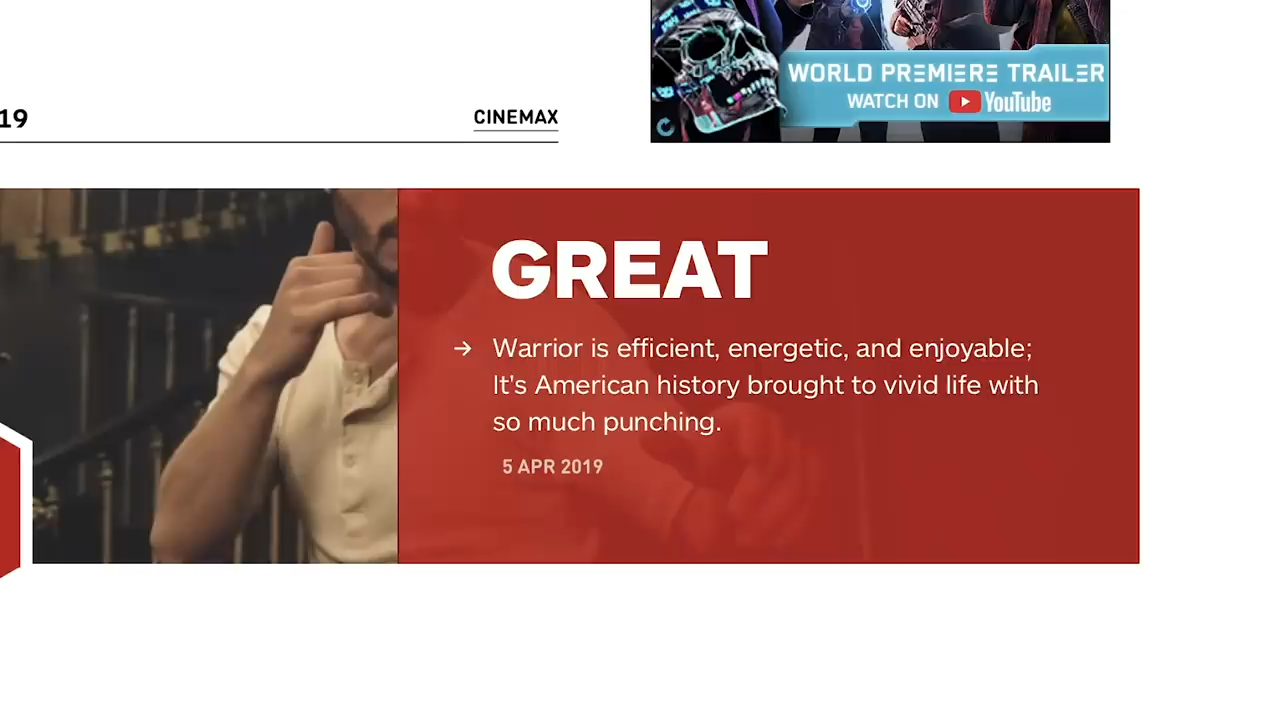 WORLD PREMIERE TRAILER
WATCH ON YouTube
19
CINEMAX
GREAT
→ Warrior is efficient, energetic, and enjoyable;
It's American history brought to vivid life with
so much punching.
5 APR 2019